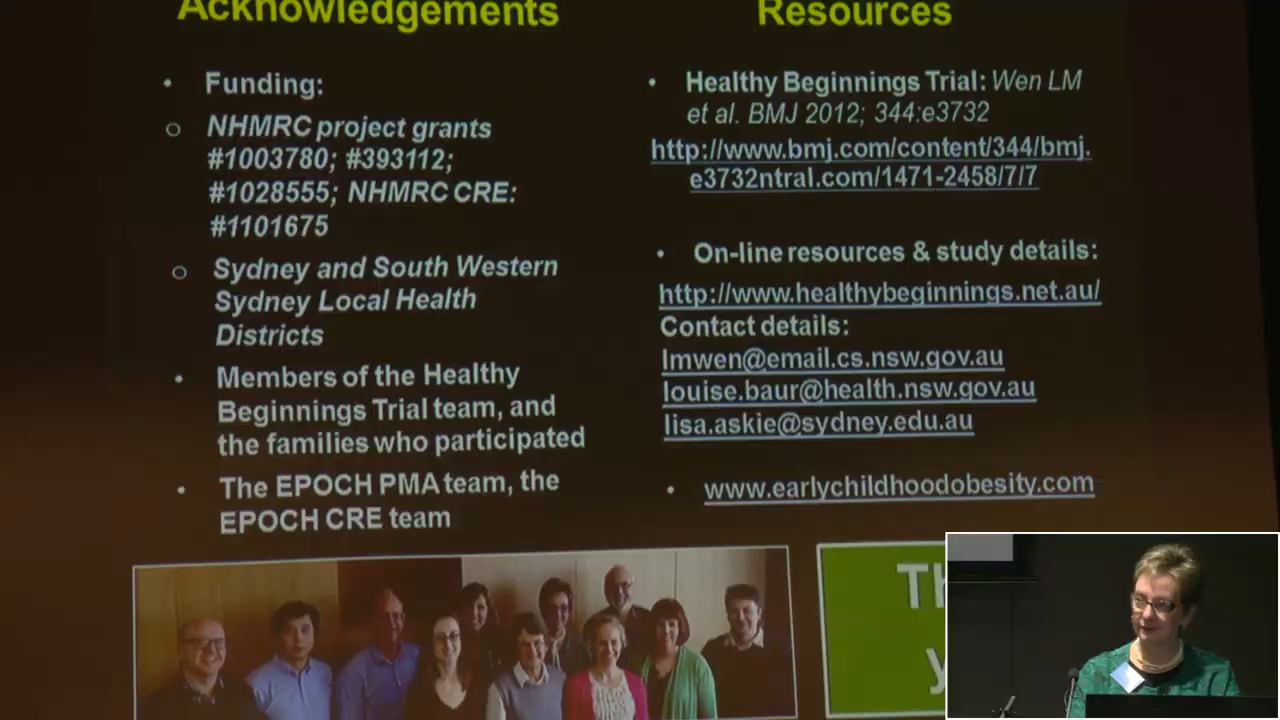 Acknowledgements
• Funding:
o NHMRC project grants
#1003780; #393112;
#1028555; NHMRC CRE:
#1101675
o Sydney and South Western
Sydney Local Health
Districts
• Members of the Healthy
Beginnings Trial team, and
the families who participated
• The EPOCH PMA team, the
EPOCH CRE team
Resources
• Healthy Beginnings Trial: Wen LM
et al. BMJ 2012; 344:e3732
http://www.bmj.com/content/344/bmj.
e3732ntral.com/1471-2458/7/7
• On-line resources & study details:
http://www.healthybeginnings.net.au/
Contact details:
lmwen@email.cs.nsw.gov.au
louise.baur@health.nsw.gov.au
lisa.askie@sydney.edu.au
• www.earlychildhoodobesity.com